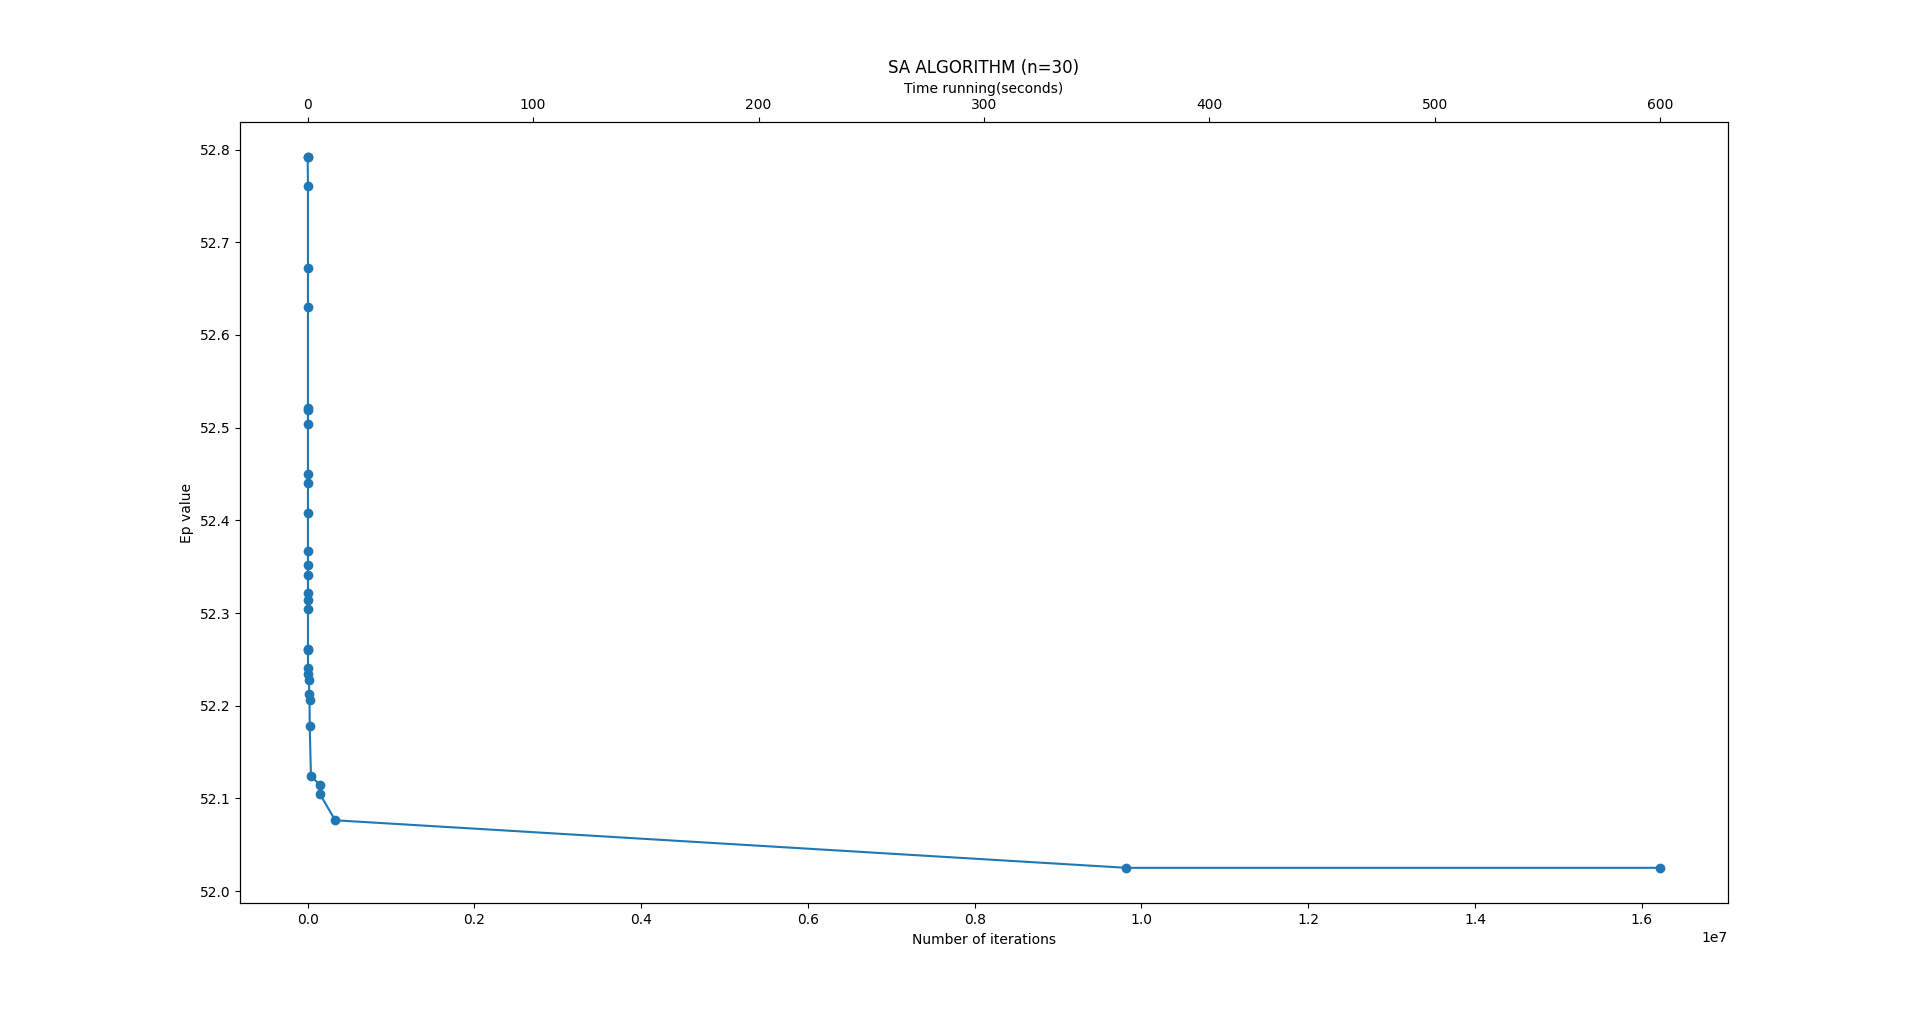 SA ALGORITHM (n=30)
Time running(seconds)
0 100 200 300 400 500 600
52.8
52.7
52.6
52.5
52.4
52.3
52.2
52.1
52.0
Ep value
0.0 0.2 0.4 0.6 0.8 1.0 1.2 1.4 1.6
Number of iterations
1e7